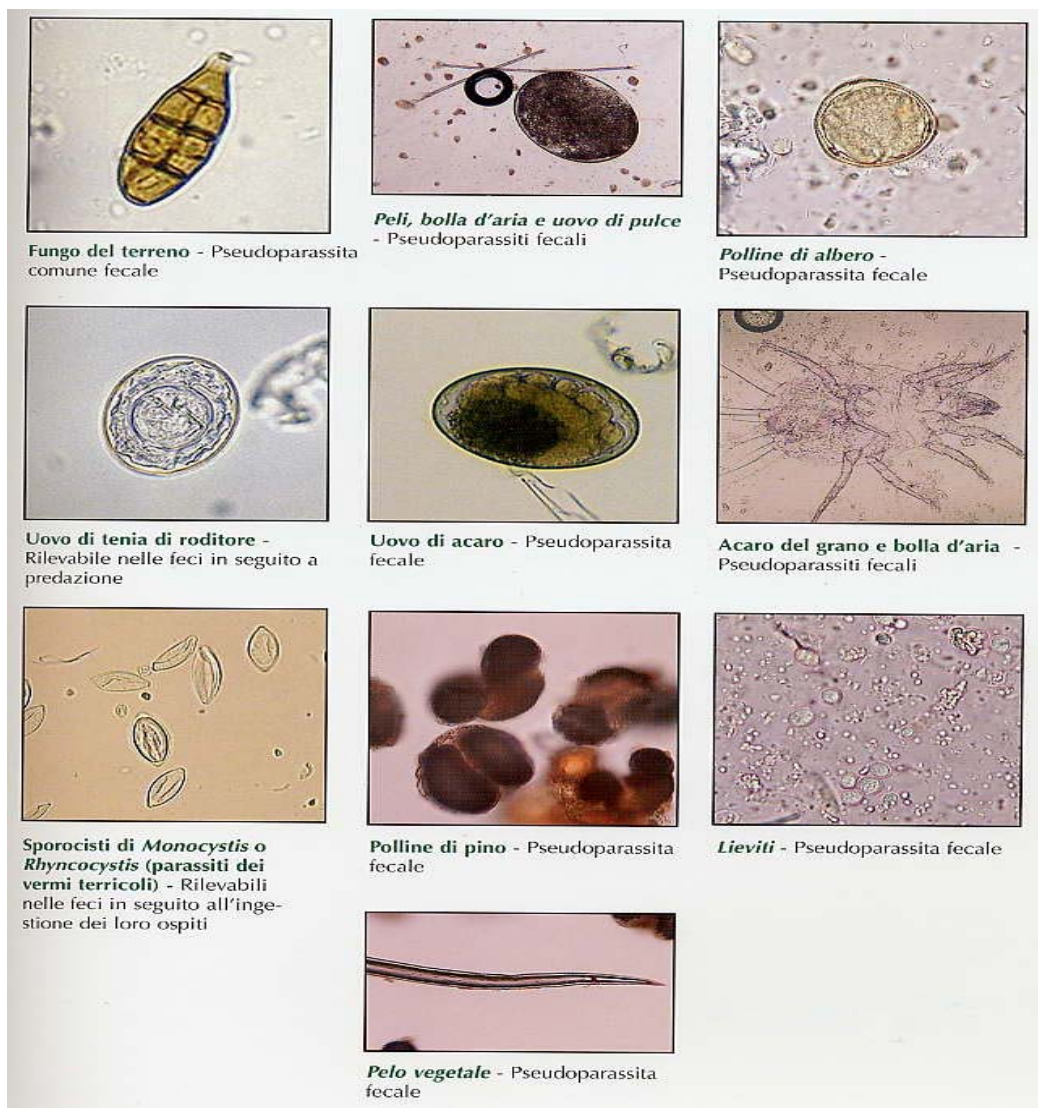 Fungo del terreno - Pseudoparassita
comune fecale
Peli, bolla d'aria e uovo di pulce
- Pseudoparassiti fecali
Polline di albero -
Pseudoparassita fecale
Uovo di tenia di roditore -
Rilevabile nelle feci in seguito a
predazione
Uovo di acaro - Pseudoparassita
fecale
Acaro del grano e bolla d'aria -
Pseudoparassiti fecali
Sporocisti di Monocystis o
Rhyncocystis (parassiti dei
vermi terricoli) - Rilevabili
nelle feci in seguito all'inge-
stione dei loro ospiti
Polline di pino - Pseudoparassita
fecale
Lieviti - Pseudoparassita fecale
Pelo vegetale - Pseudoparassita
fecale